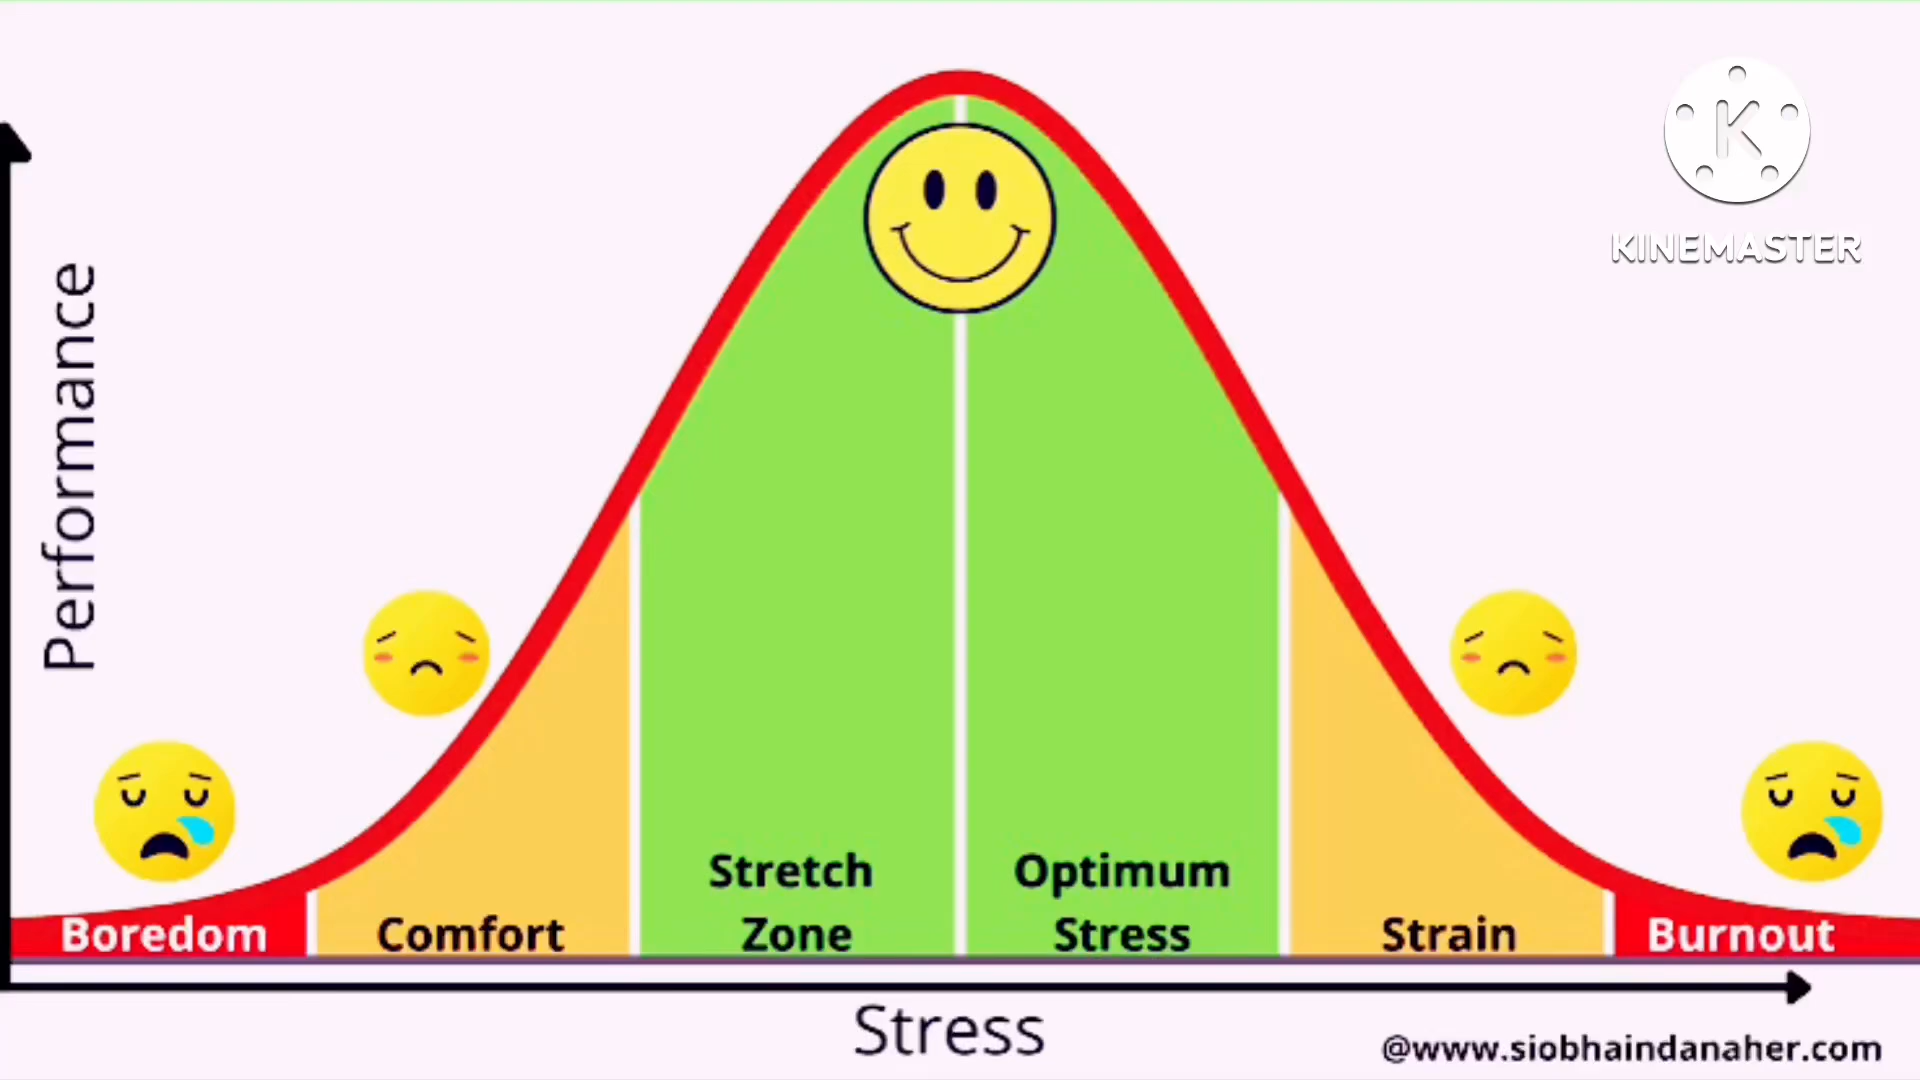 K
KINEMASTER
Performance
Stretch
Zone
Optimum
Stress
Boredom
Comfort
Strain
Burnout
Stress
@www.siobhaindanaher.com